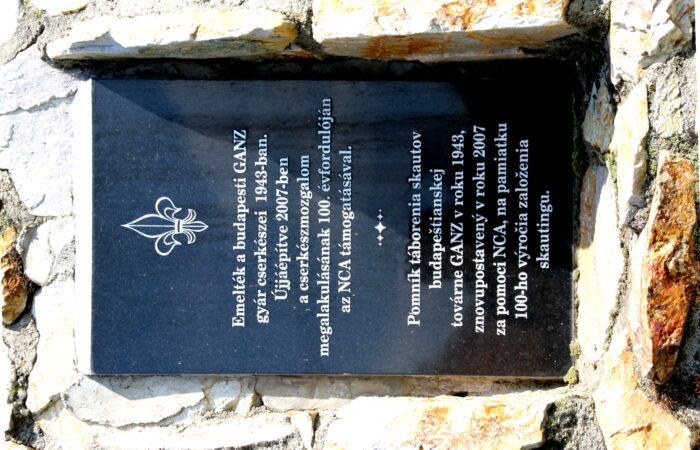 Emelték a budapesti GANZ
gyár cserkészei 1943-ban.
Újjáépítve 2007-ben
a cserkészmozgalom
megalakulásának 100. évfordulóján
az NCA támogatásával.
Pomník táborenia skautov
budapeštianskej
továrne GANZ v roku 1943,
znovupostavený v roku 2007
za pomoci NCA, na pamiatku
100-ho výročia založenia
skautingu.